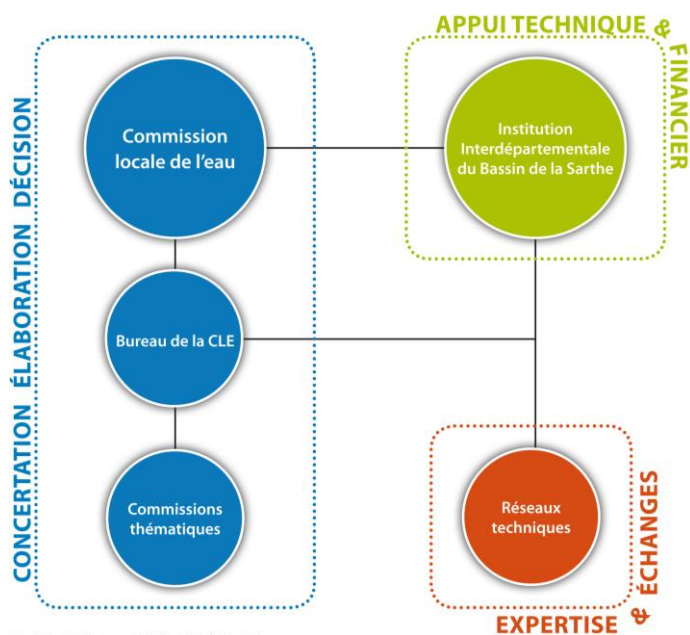 APPUI TECHNIQUE & FINANCIER
CONCERTATION ÉLABORATION DÉCISION
Commission
locale de l'eau
Institution
Interdépartementale
du Bassin de la Sarthe
Bureau de la CLE
Commissions
thématiques
Réseaux
techniques
EXPERTISE & ÉCHANGES